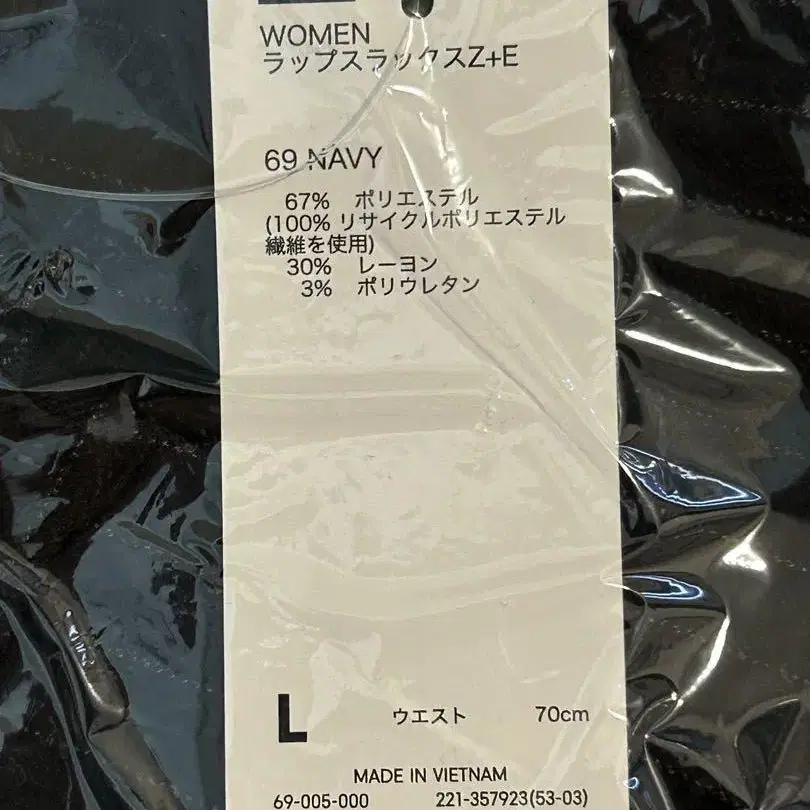 WOMEN
ラップスラックスZ+E
69 NAVY
67% ポリエステル
(100% リサイクルポリエステル
繊維を使用)
30% レーヨン
3% ポリウレタン
L ウエスト 70cm
MADE IN VIETNAM
69-005-000 221-357923(53-03)